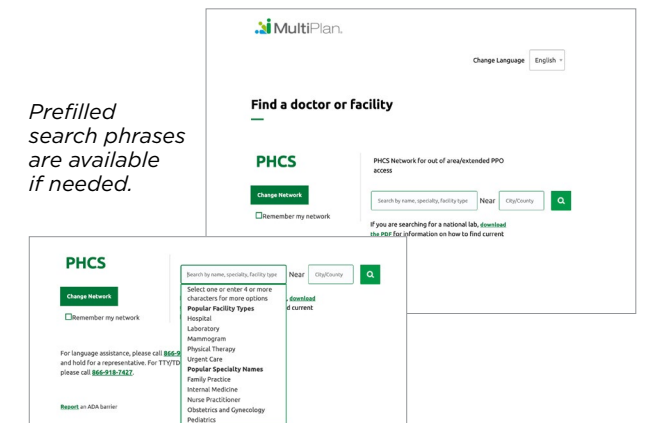 MultiPlan.
Change Language English
Find a doctor or facility
Prefilled
search phrases
are available
if needed.
PHCS
PHCS Network for out of area/extended PPO
access
Change Network
Search by name, specialty, facility type Near City/County
Remember my network
If you are searching for a national lab, download
the PDF for information on how to find current
PHCS
Search by name, specialty, facility type Near City/County
Change Network
Remember my network
Select one or enter 4 or more
characters for more options
, download
d current
Popular Facility Types
Hospital
Laboratory
Mammogram
Physical Therapy
Urgent Care
Popular Specialty Names
Family Practice
Internal Medicine
Nurse Practitioner
Obstetrics and Gynecology
Pediatrics
For language assistance, please call 866-9
and hold for a representative. For TTY/TD
please call 866-918-7427.
Report an ADA barrier